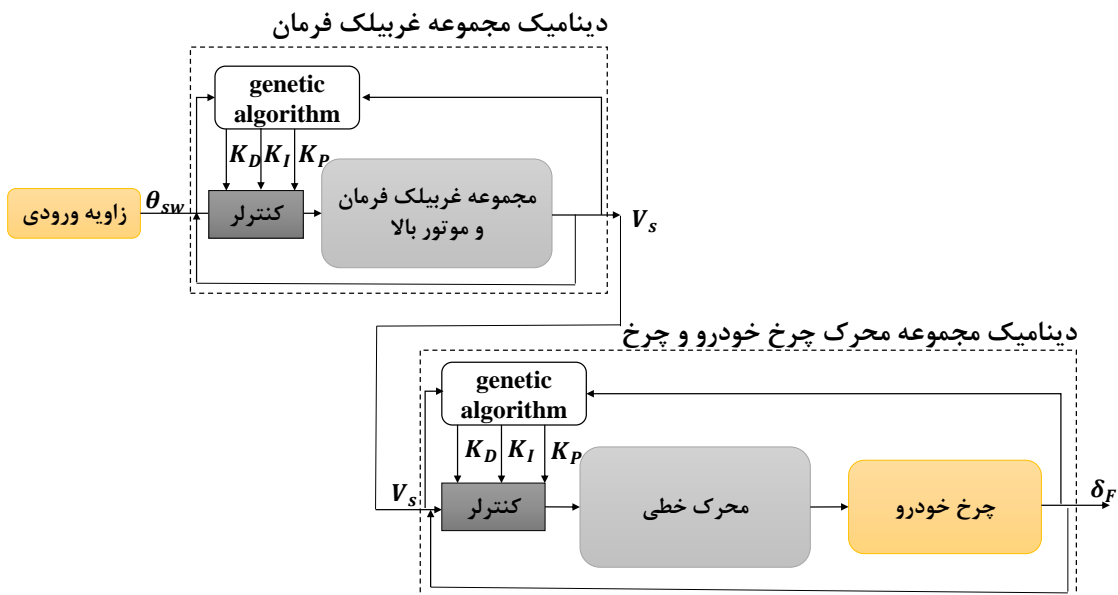 دینامیک مجموعه غربیلک فرمان
genetic
algorithm
K_D K_I K_P
زاویه ورودی
θ_sw
کنترلر
مجموعه غربیلک فرمان
و موتور بالا
V_s
دینامیک مجموعه محرک چرخ خودرو و چرخ
genetic
algorithm
K_D K_I K_P
V_s
کنترلر
محرک خطی
چرخ خودرو
δ_F